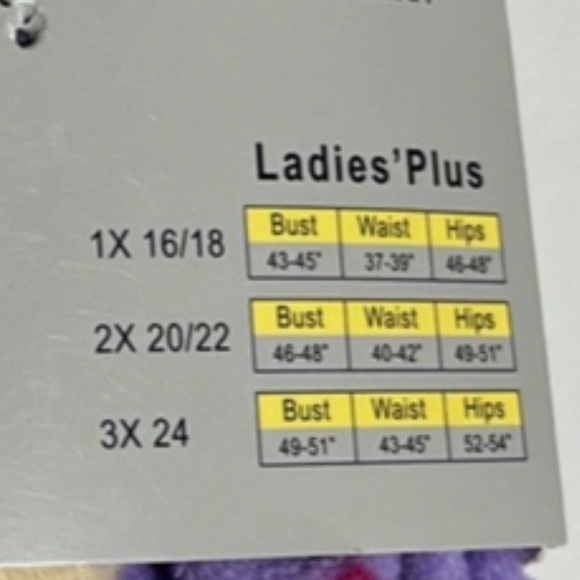 Ladies'Plus
1X 16/18
Bust Waist Hips
43-45" 37-39" 46-48"
2X 20/22
Bust Waist Hips
46-48" 40-42" 49-51"
3X 24
Bust Waist Hips
49-51" 43-45" 52-54"